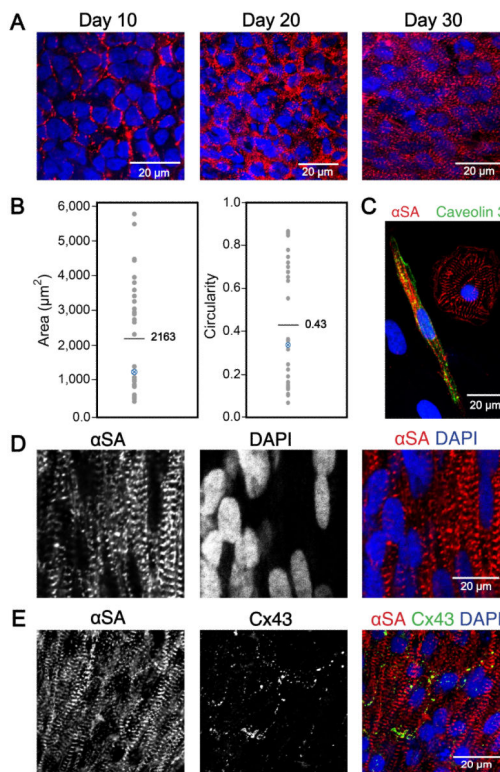 A
Day 10
Day 20
Day 30
20 µm
20 µm
20 µm
B
Area (µm²)
6,000
5,000
4,000
3,000
2,000
1,000
0.0
2163
Circularity
1.0
0.8
0.6
0.4
0.2
0.0
0.43
C
αSA Caveolin 3
20 µm
D
αSA
DAPI
αSA DAPI
20 µm
E
αSA
Cx43
αSA Cx43 DAPI
20 µm